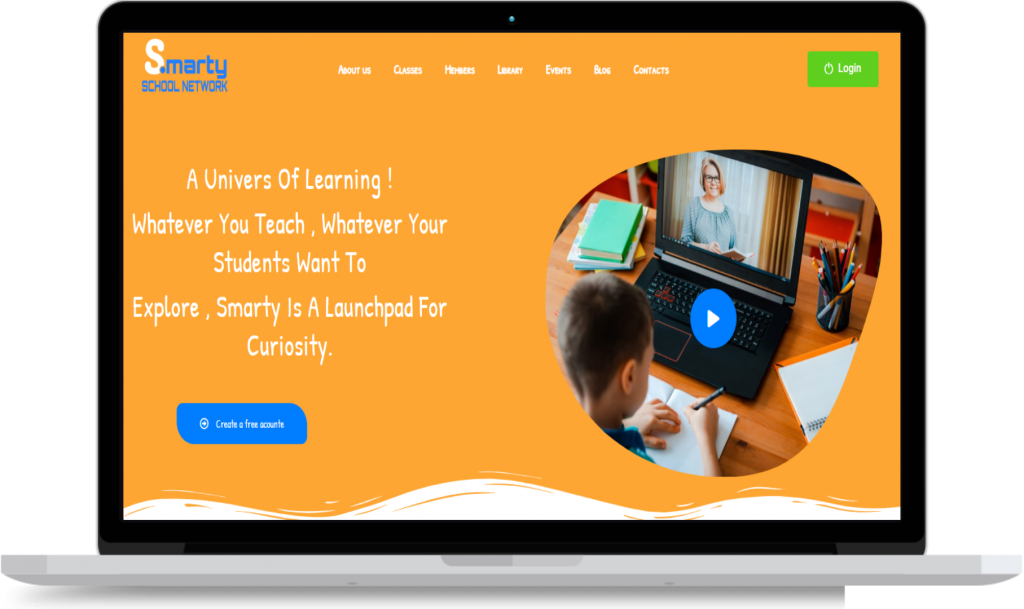 S.marty
SCHOOL NETWORK
About us Classes Members Library Events Blog Contacts
Login
A Univers Of Learning !
Whatever You Teach , Whatever Your
Students Want To
Explore , Smarty Is A Launchpad For
Curiosity.
Create a free acounte